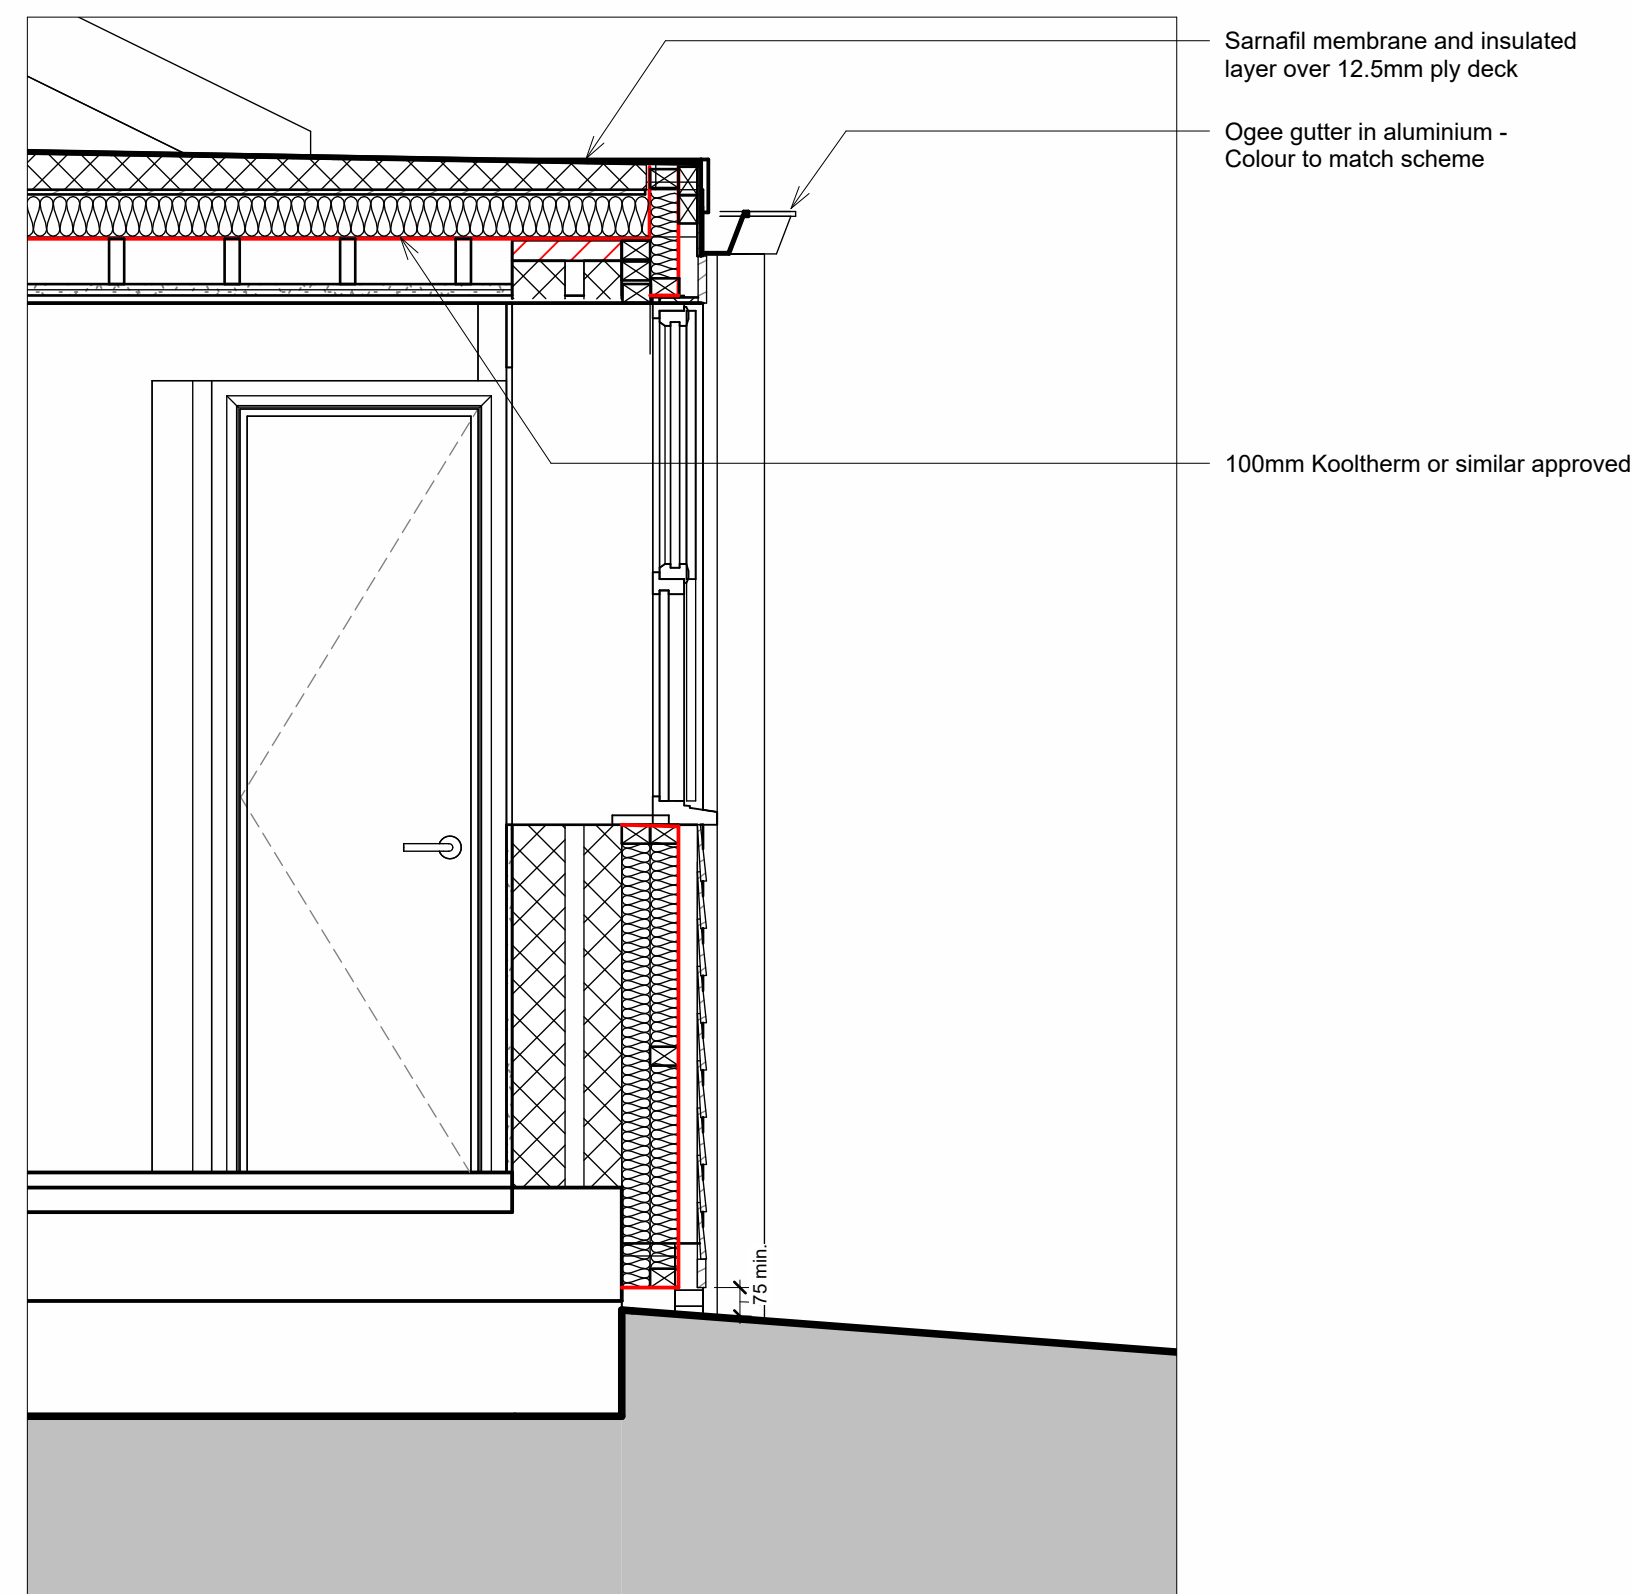 Sarnafil membrane and insulated
layer over 12.5mm ply deck
Ogee gutter in aluminium -
Colour to match scheme
100mm Kooltherm or similar approved
75 min.